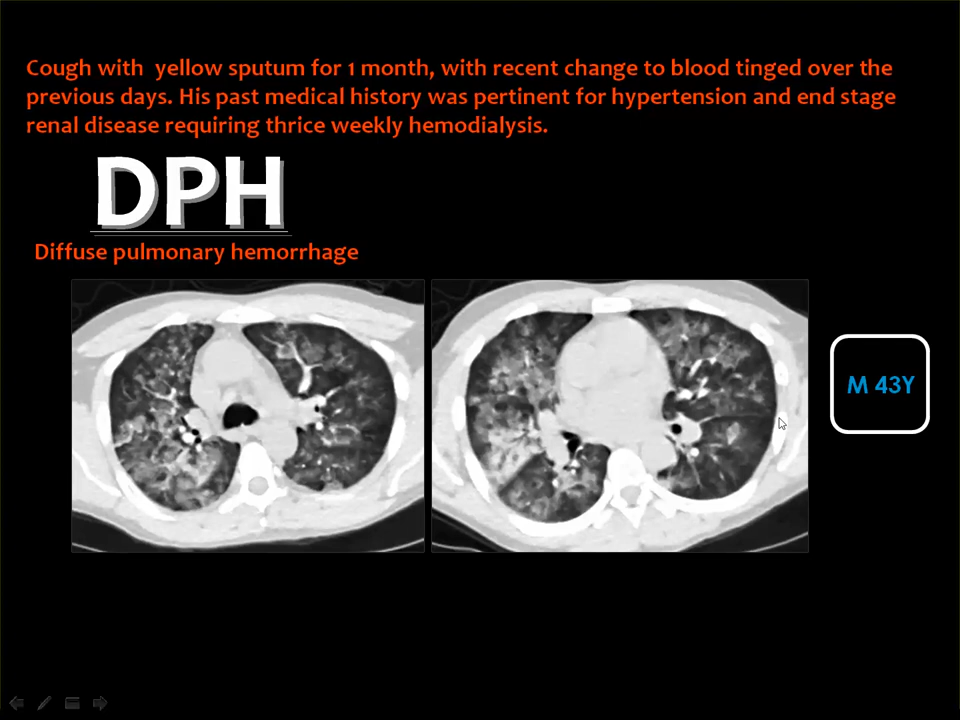 Cough with  yellow sputum for 1 month, with recent change to blood tinged over the
previous days. His past medical history was pertinent for hypertension and end stage
renal disease requiring thrice weekly hemodialysis.
DPH
Diffuse pulmonary hemorrhage
M 43Y